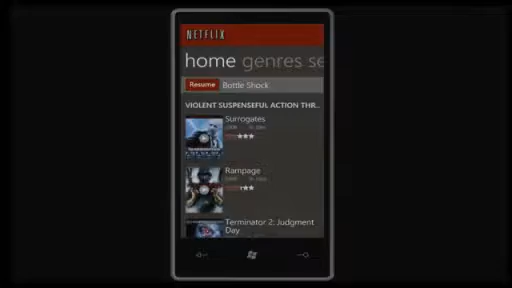 NETFLIX
home genres se
Resume Bottle Shock
VIOLENT SUSPENSEFUL ACTION THR...
Surrogates
Rampage
Terminator 2: Judgment
Day